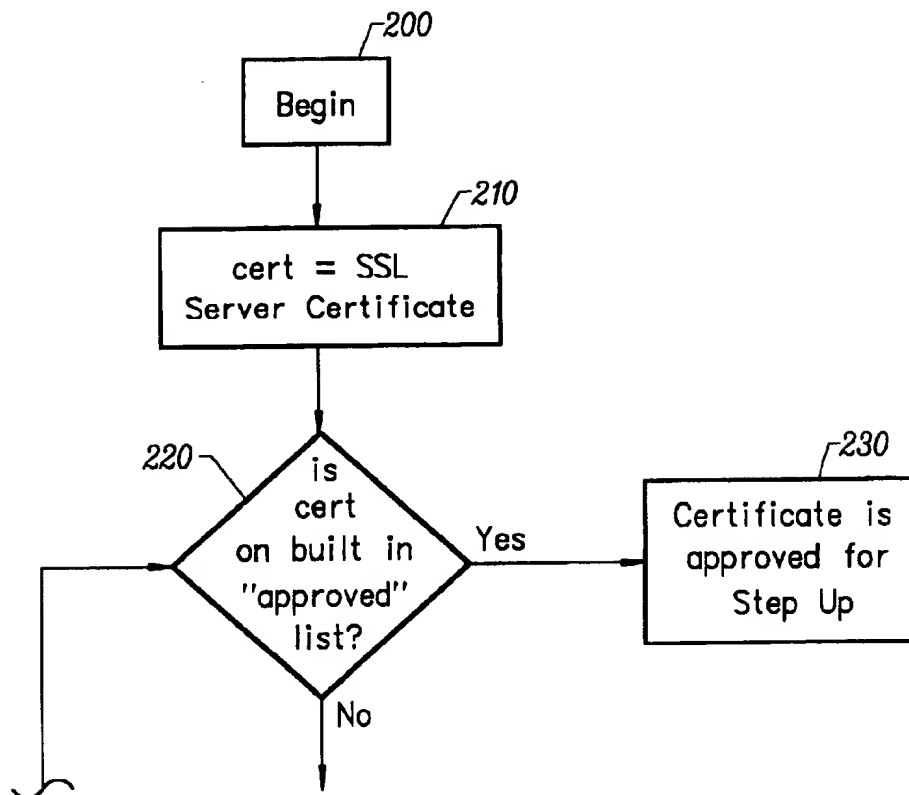 200
Begin
210
cert = SSL
Server Certificate
220
is
cert
on built in
"approved"
list?
Yes
230
Certificate is
approved for
Step Up
No